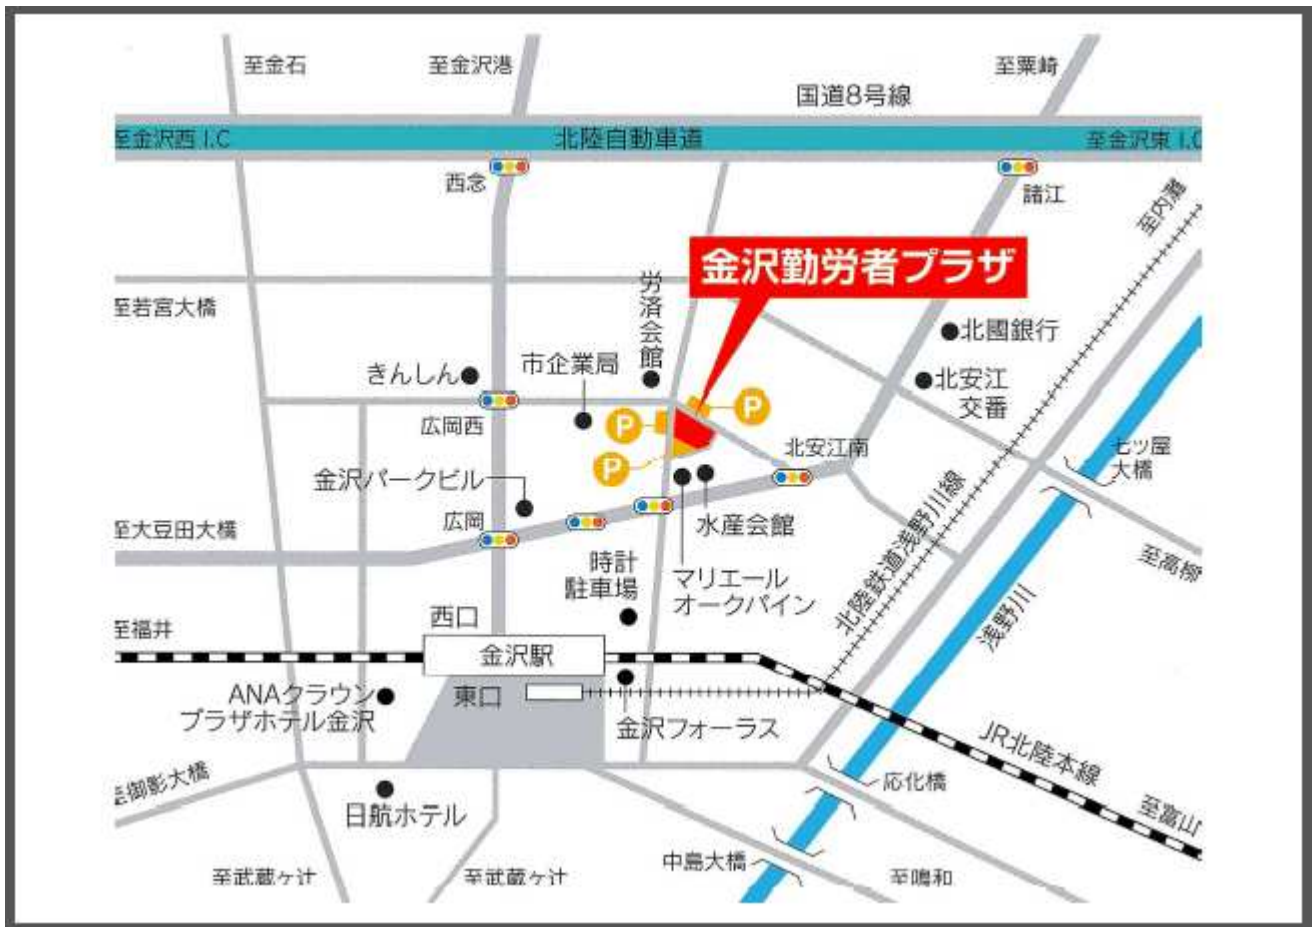 至金石
至金沢港
至粟崎
国道8号線
至金沢西 I.C
北陸自動車道
至金沢東 I.C
西念
諸江
至内灘
金沢勤労者プラザ
労済会館
至若宮大橋
北國銀行
きんしん
市企業局
北安江
交番
P
P
広岡西
北安江南
七ツ屋
大橋
P
金沢パークビル
広岡
水産会館
至大豆田大橋
時計
駐車場
マリエール
オークパイン
北陸鉄道浅野川線
至高柳
浅野川
西口
至福井
金沢駅
ANAクラウン
プラザホテル金沢
東口
金沢フォーラス
JR北陸本線
至御影大橋
応化橋
日航ホテル
至富山
中島大橋
至武蔵ヶ辻
至武蔵ヶ辻
至鳴和